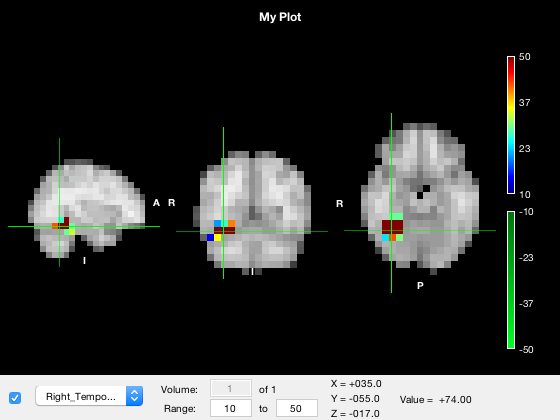 My Plot
50
37
23
10
-10
-23
-37
-50
A R
R
I
I
P
Right_Tempo...
Volume: 1 of 1
Range: 10 to 50
X = +035.0
Y = -055.0
Z = -017.0
Value = +74.00